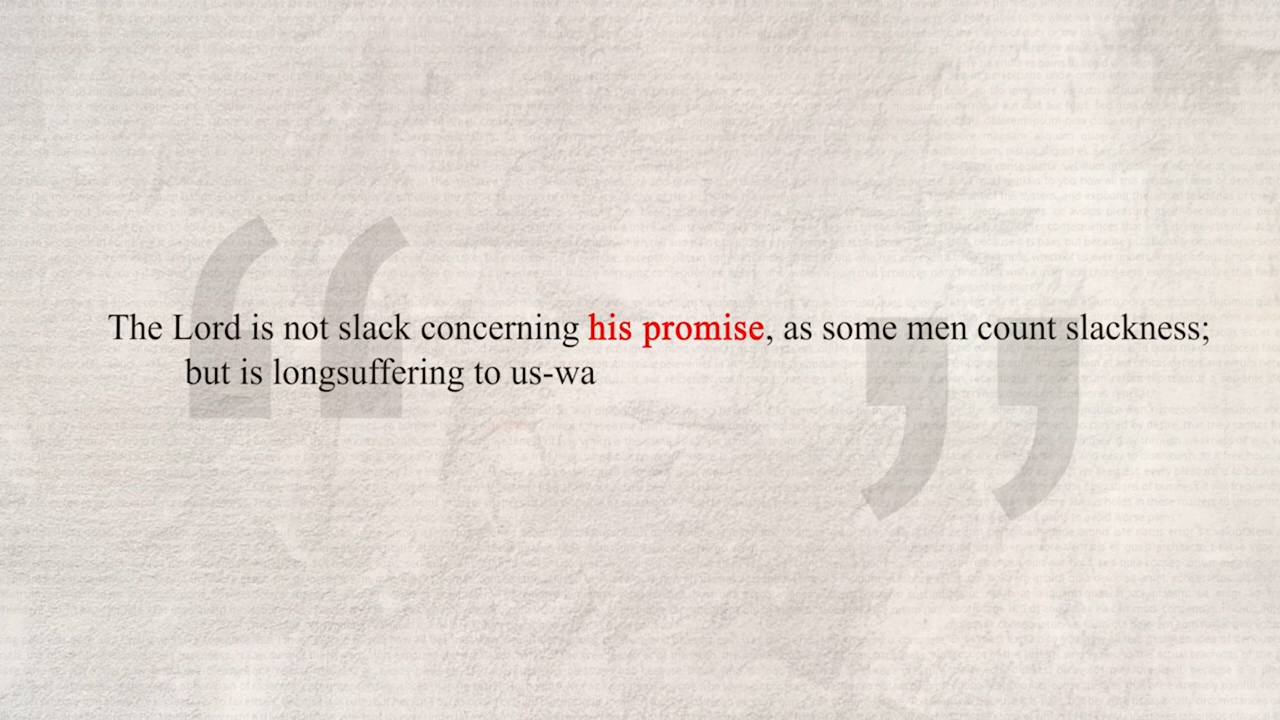 The Lord is not slack concerning his promise, as some men count slackness;
but is longsuffering to us-wa